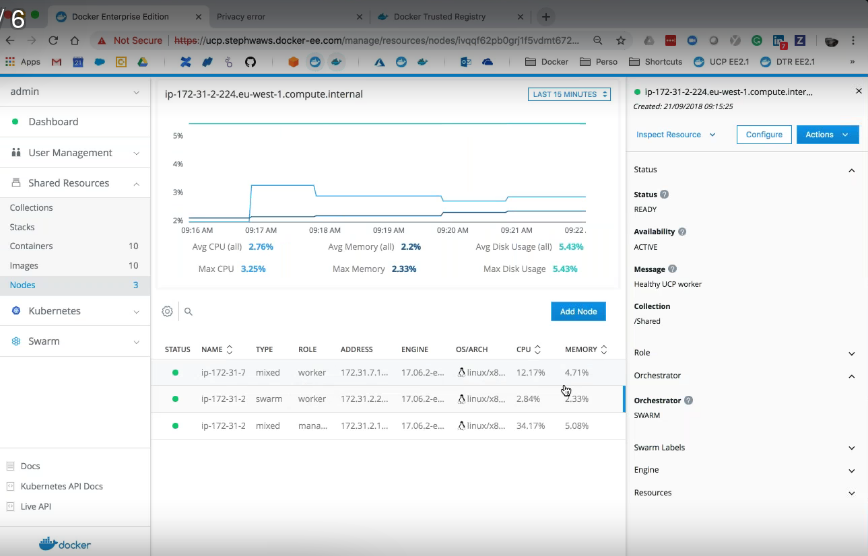 /6
Docker Enterprise Edition
Privacy error
Docker Trusted Registry
Not Secure | https://ucp.stephwaws.docker-ee.com/manage/resources/nodes/lvqqf62pb0grj1f5vdmt672...
Apps
Docker
Perso
Shortcuts
UCP EE2.1
DTR EE2.1
»
admin
Dashboard
User Management
Shared Resources
Collections
Stacks
Containers 10
Images 10
Nodes 3
Kubernetes
Swarm
Docs
Kubernetes API Docs
Live API
docker
ip-172-31-2-224.eu-west-1.compute.internal
LAST 15 MINUTES
5%
4%
3%
2%
09:16 AM 09:17 AM 09:18 AM 09:19 AM 09:20 AM 09:21 AM 09:22.
Avg CPU (all) 2.76% Avg Memory (all) 2.2% Avg Disk Usage (all) 5.43%
Max CPU 3.25% Max Memory 2.33% Max Disk Usage 5.43%
Add Node
STATUS NAME TYPE ROLE ADDRESS ENGINE OS/ARCH CPU MEMORY
ip-172-31-7 mixed worker 172.31.7.1... 17.06.2-e... linux/x8... 12.17% 4.71%
ip-172-31-2 swarm worker 172.31.2.2... 17.06.2-e... linux/x8... 2.84% 2.33%
ip-172-31-2 mixed mana... 172.31.2.1... 17.06.2-e... linux/x8... 34.17% 5.08%
ip-172-31-2-224.eu-west-1.compute.inter...
Created: 21/09/2018 09:15:25
Inspect Resource
Configure
Actions
Status
Status
READY
Availability
ACTIVE
Message
Healthy UCP worker
Collection
/Shared
Role
Orchestrator
Orchestrator
SWARM
Swarm Labels
Engine
Resources